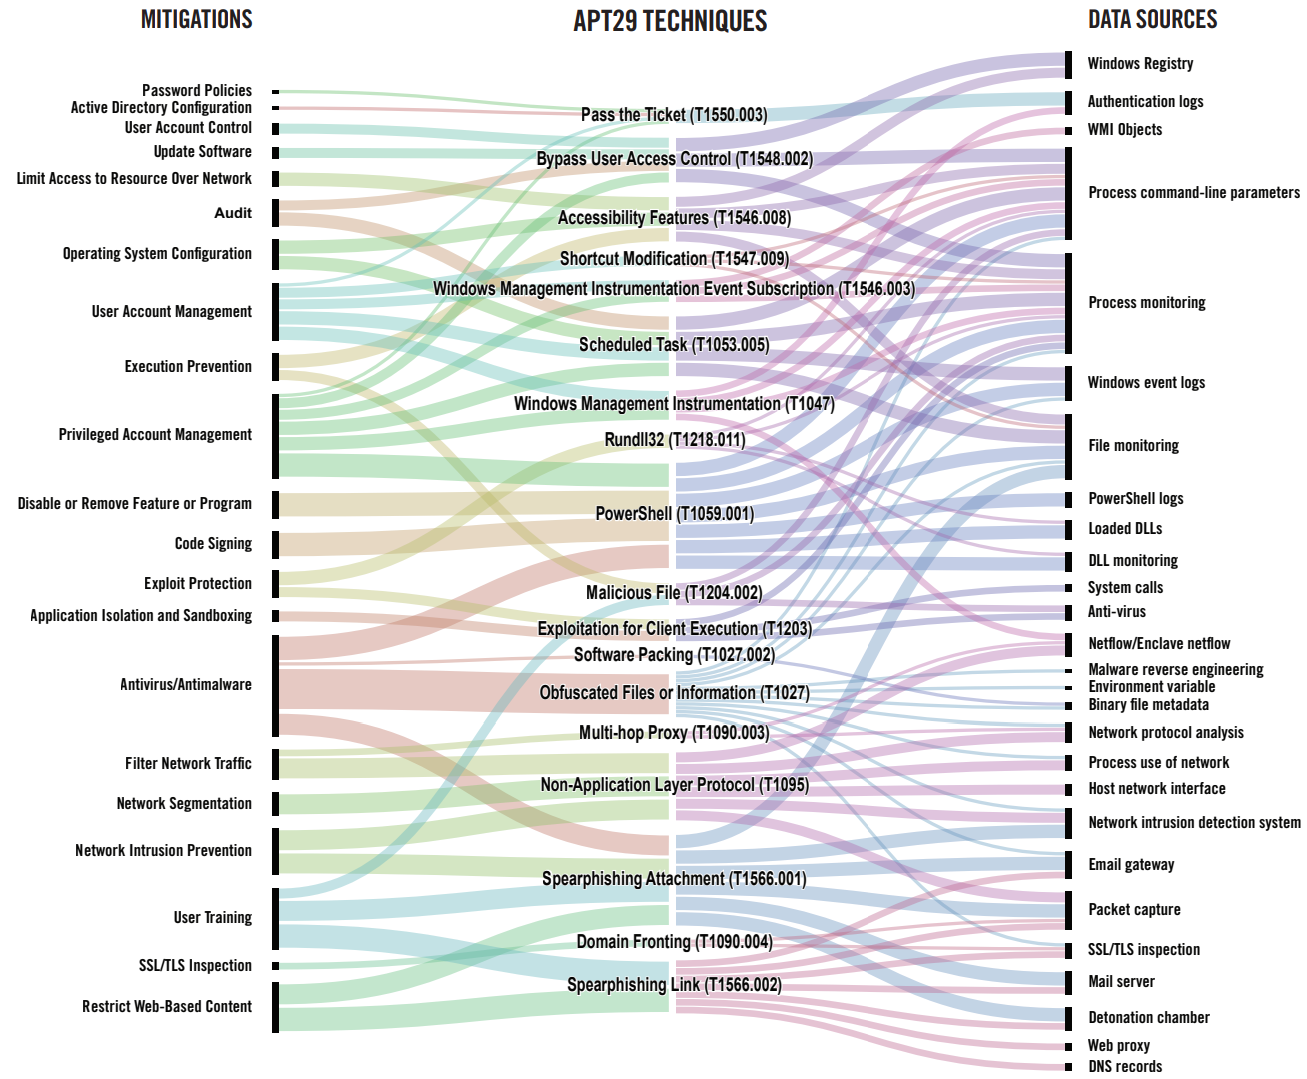 MITIGATIONS
APT29 TECHNIQUES
DATA SOURCES
Password Policies
Active Directory Configuration
User Account Control
Update Software
Limit Access to Resource Over Network
Audit
Operating System Configuration
User Account Management
Execution Prevention
Privileged Account Management
Disable or Remove Feature or Program
Code Signing
Exploit Protection
Application Isolation and Sandboxing
Antivirus/Antimalware
Filter Network Traffic
Network Segmentation
Network Intrusion Prevention
User Training
SSL/TLS Inspection
Restrict Web-Based Content
Pass the Ticket (T1550.003)
Bypass User Access Control (T1548.002)
Accessibility Features (T1546.008)
Shortcut Modification (T1547.009)
Windows Management Instrumentation Event Subscription (T1546.003)
Scheduled Task (T1053.005)
Windows Management Instrumentation (T1047)
Rundll32 (T1218.011)
PowerShell (T1059.001)
Malicious File (T1204.002)
Exploitation for Client Execution (T1203)
Software Packing (T1027.002)
Obfuscated Files or Information (T1027)
Multi-hop Proxy (T1090.003)
Non-Application Layer Protocol (T1095)
Spearphishing Attachment (T1566.001)
Domain Fronting (T1090.004)
Spearphishing Link (T1566.002)
Windows Registry
Authentication logs
WMI Objects
Process command-line parameters
Process monitoring
Windows event logs
File monitoring
PowerShell logs
Loaded DLLs
DLL monitoring
System calls
Anti-virus
Netflow/Enclave netflow
Malware reverse engineering
Environment variable
Binary file metadata
Network protocol analysis
Process use of network
Host network interface
Network intrusion detection system
Email gateway
Packet capture
SSL/TLS inspection
Mail server
Detonation chamber
Web proxy
DNS records